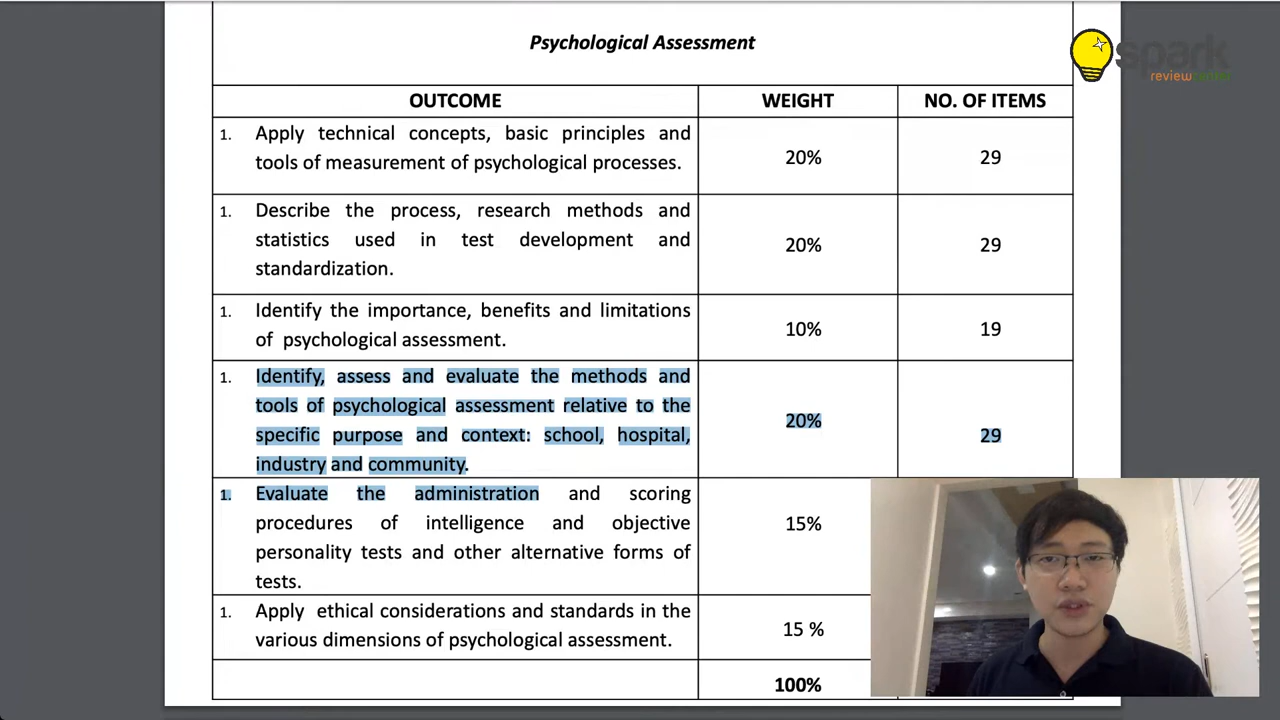 Psychological Assessment
spark
reviewcenter
OUTCOME WEIGHT NO. OF ITEMS
1. Apply technical concepts, basic principles and
tools of measurement of psychological processes.
20% 29
1. Describe the process, research methods and
statistics used in test development and
standardization.
20% 29
1. Identify the importance, benefits and limitations
of psychological assessment.
10% 19
1. Identify, assess and evaluate the methods and
tools of psychological assessment relative to the
specific purpose and context: school, hospital,
industry and community.
20% 29
1. Evaluate the administration and scoring
procedures of intelligence and objective
personality tests and other alternative forms of
tests.
15%
1. Apply ethical considerations and standards in the
various dimensions of psychological assessment.
15 %
100%